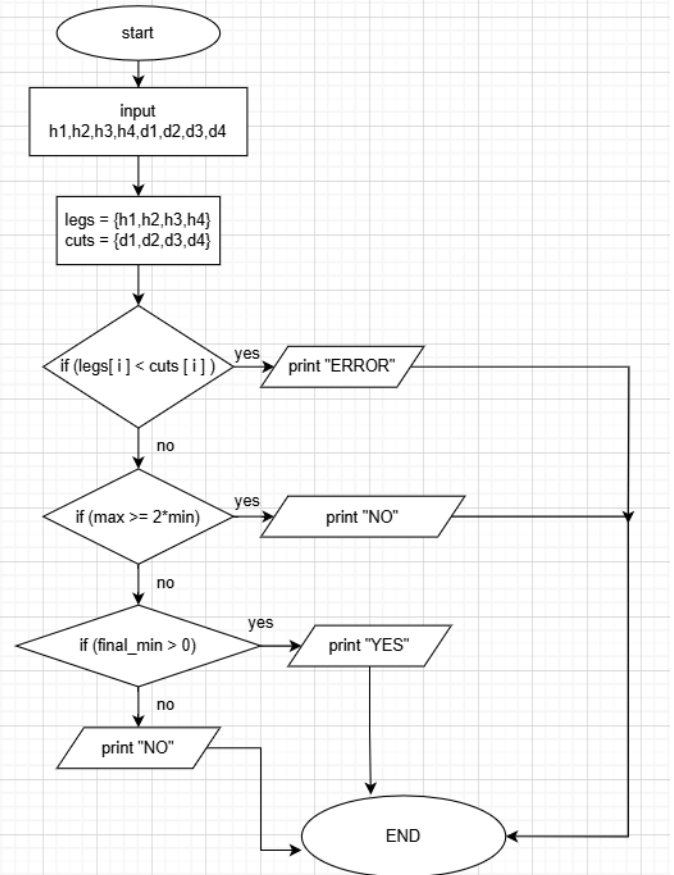 start
input
h1,h2,h3,h4,d1,d2,d3,d4
legs = {h1,h2,h3,h4}
cuts = {d1,d2,d3,d4}
if (legs[ i ] < cuts [ i ] )
yes
print "ERROR"
no
if (max >= 2*min)
yes
print "NO"
no
if (final_min > 0)
yes
print "YES"
no
print "NO"
END